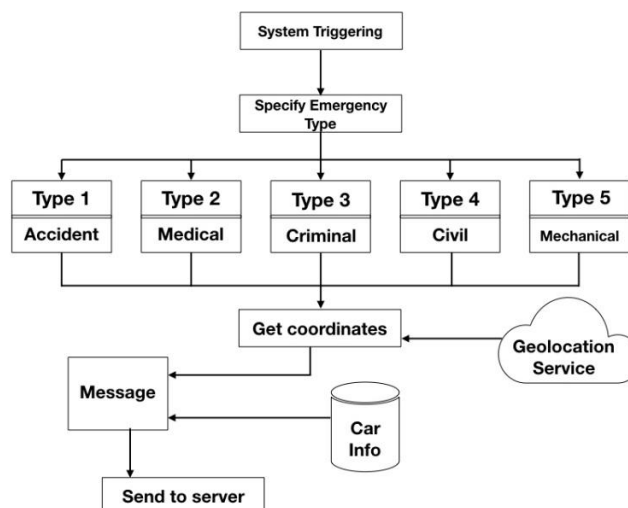 System Triggering
Specify Emergency
Type
Type 1
Type 2
Type 3
Type 4
Type 5
Accident
Medical
Criminal
Civil
Mechanical
Get coordinates
Geolocation
Service
Message
Car
Info
Send to server